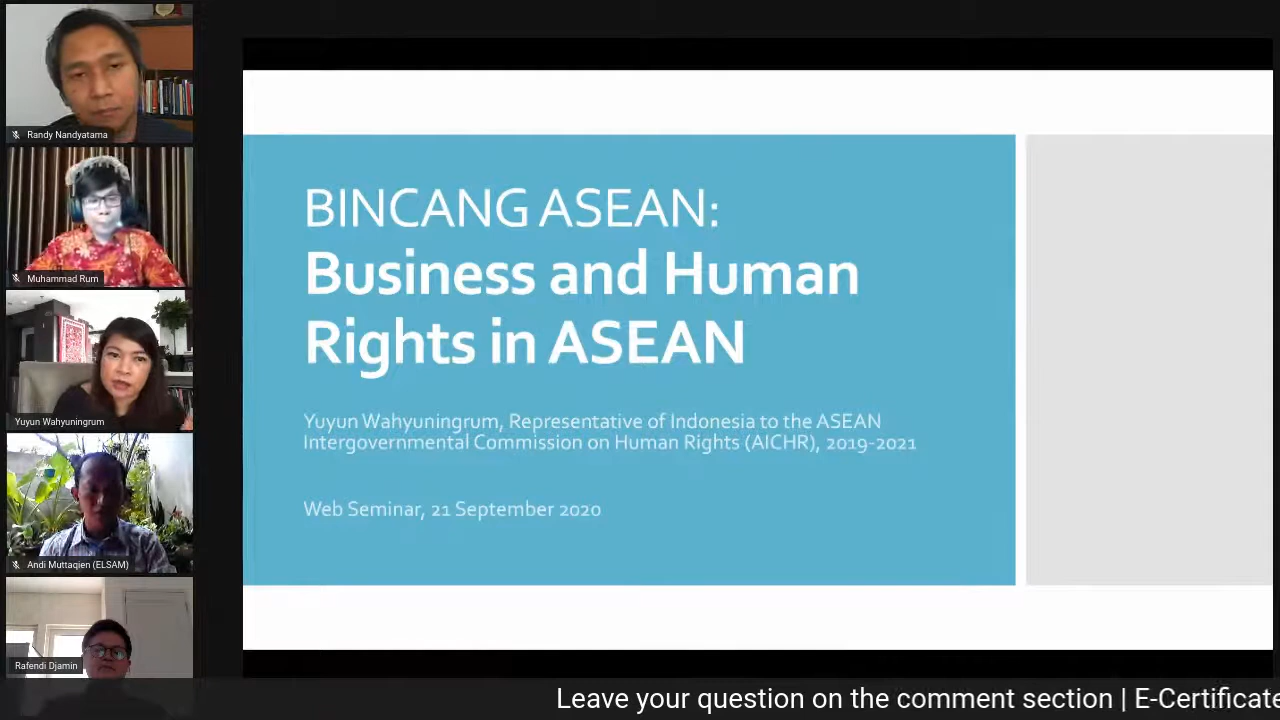 Randy Nandyatama
Muhammad Rum
Yuyun Wahyuningrum
Andi Muttaqien (ELSAM)
Rafendi Djamin
BINCANG ASEAN:
Business and Human
Rights in ASEAN
Yuyun Wahyuningrum, Representative of Indonesia to the ASEAN
Intergovernmental Commission on Human Rights (AICHR), 2019-2021
Web Seminar, 21 September 2020
Leave your question on the comment section | E-Certificate